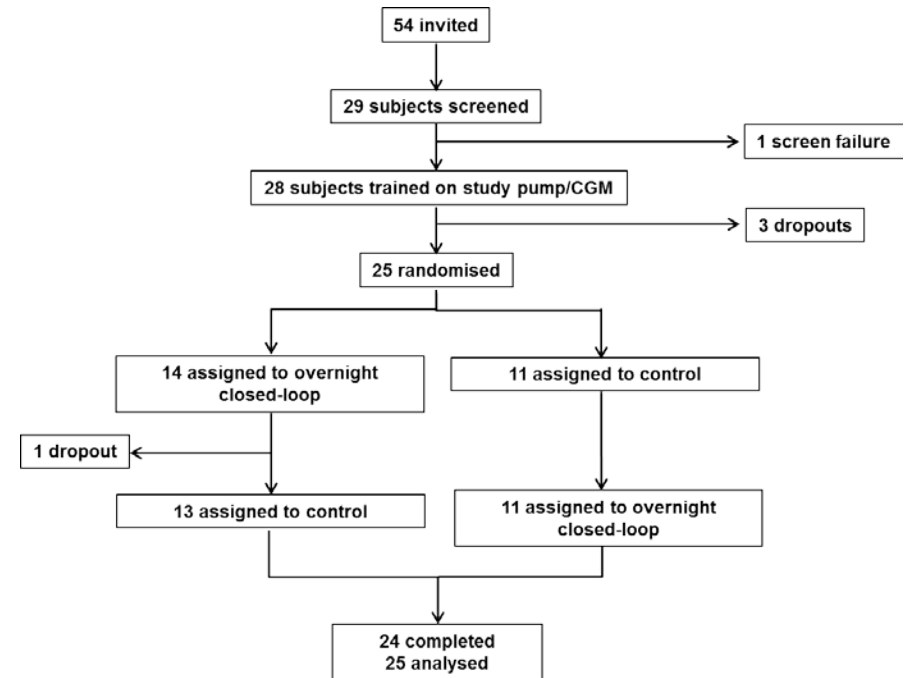 54 invited
29 subjects screened
1 screen failure
28 subjects trained on study pump/CGM
3 dropouts
25 randomised
14 assigned to overnight
closed-loop
11 assigned to control
1 dropout
13 assigned to control
11 assigned to overnight
closed-loop
24 completed
25 analysed